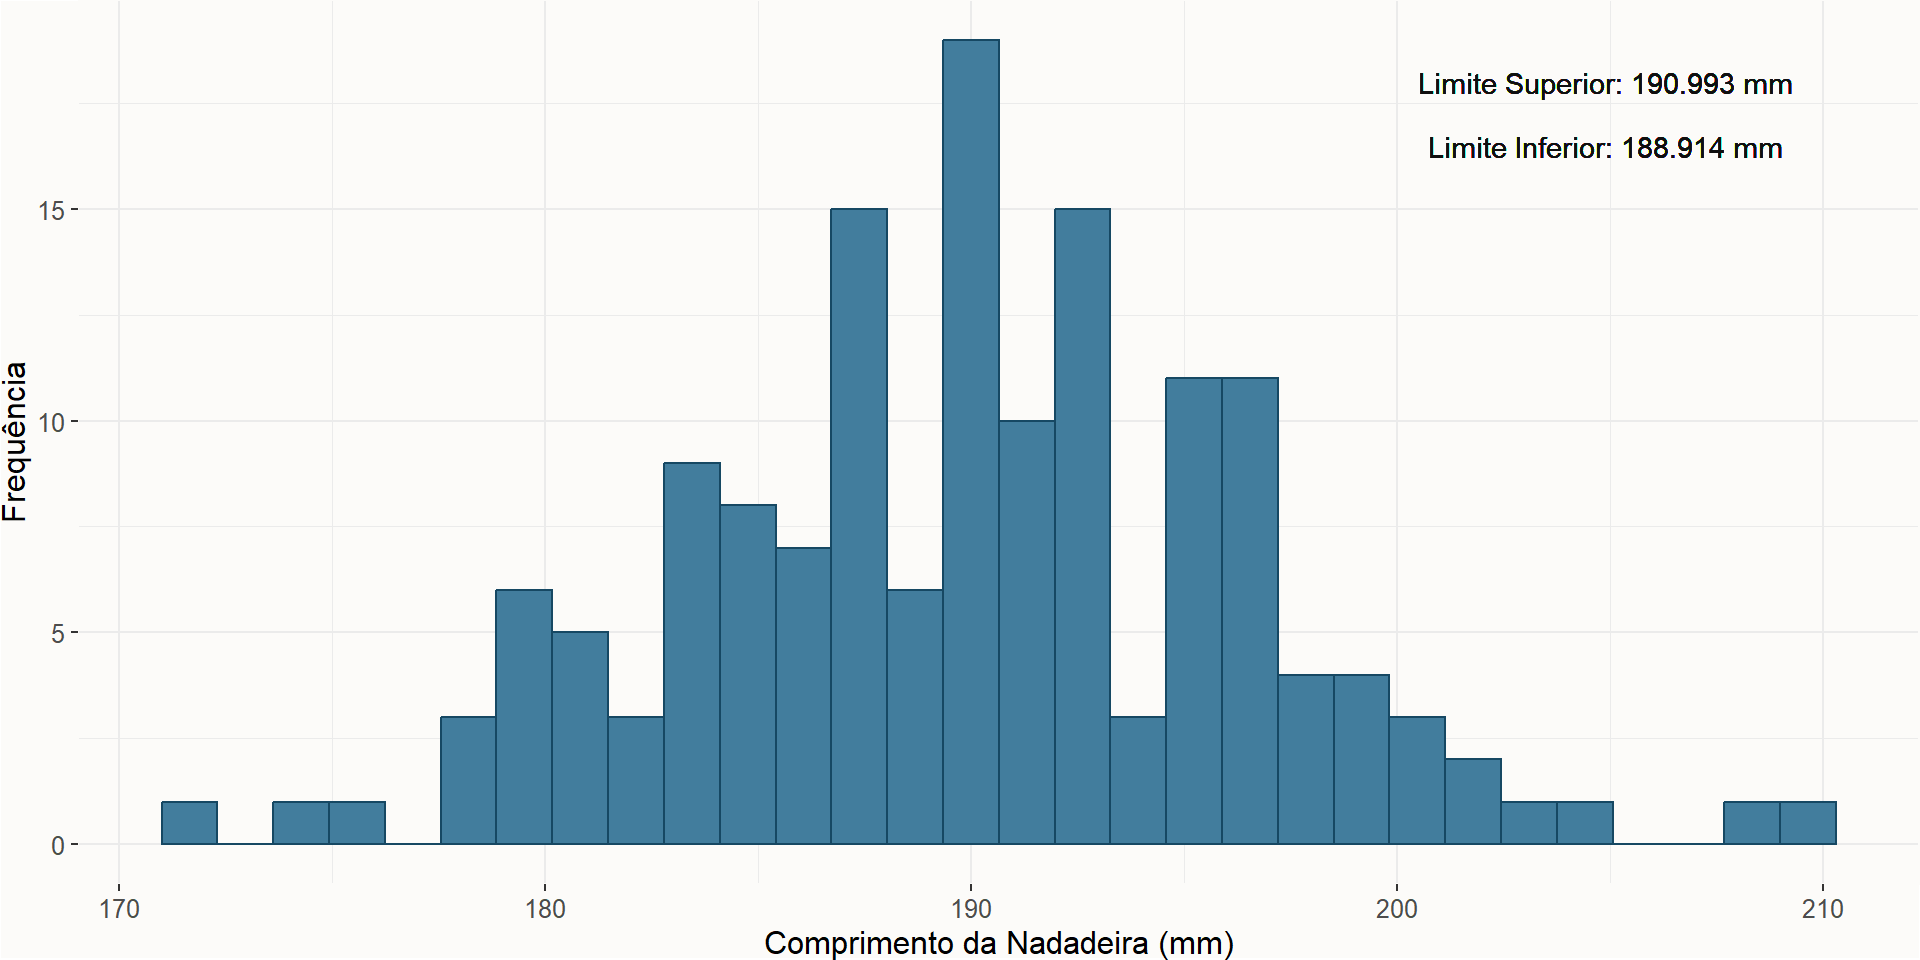 Limite Superior: 190.993 mm
Limite Inferior: 188.914 mm
Frequência
15
10
5
0
170 180 190 200 210
Comprimento da Nadadeira (mm)